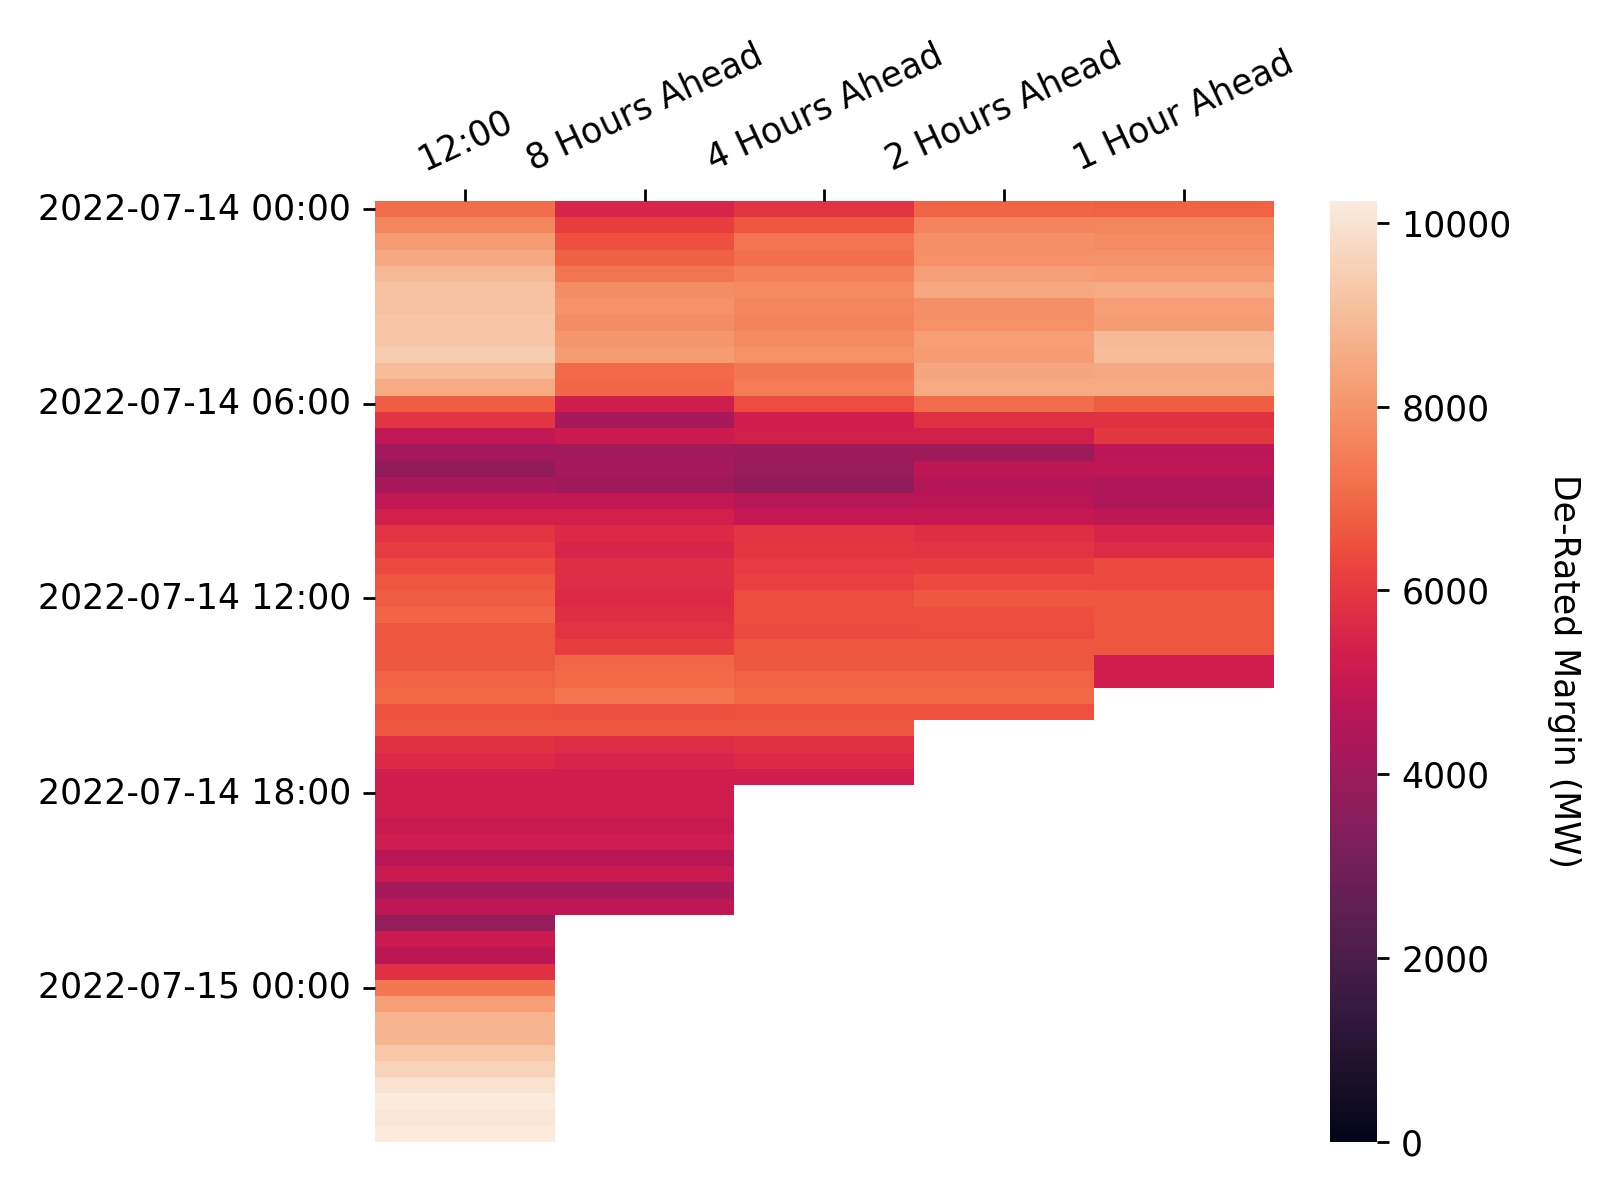 12:00
8 Hours Ahead
4 Hours Ahead
2 Hours Ahead
1 Hour Ahead
2022-07-14 00:00
2022-07-14 06:00
2022-07-14 12:00
2022-07-14 18:00
2022-07-15 00:00
10000
8000
6000
4000
2000
0
De-Rated Margin (MW)